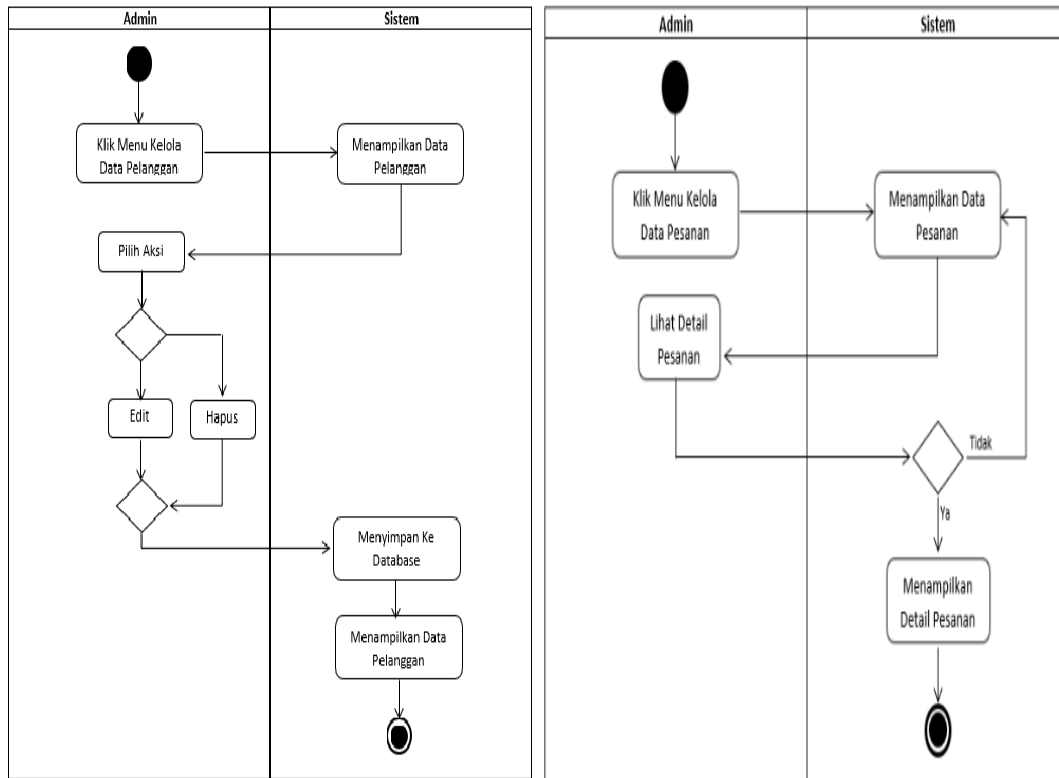 Admin
Sistem
Klik Menu Kelola
Data Pelanggan
Menampilkan Data
Pelanggan
Pilih Aksi
Edit
Hapus
Menyimpan Ke
Database
Menampilkan Data
Pelanggan
Admin
Sistem
Klik Menu Kelola
Data Pesanan
Menampilkan Data
Pesanan
Lihat Detail
Pesanan
Tidak
Ya
Menampilkan
Detail Pesanan